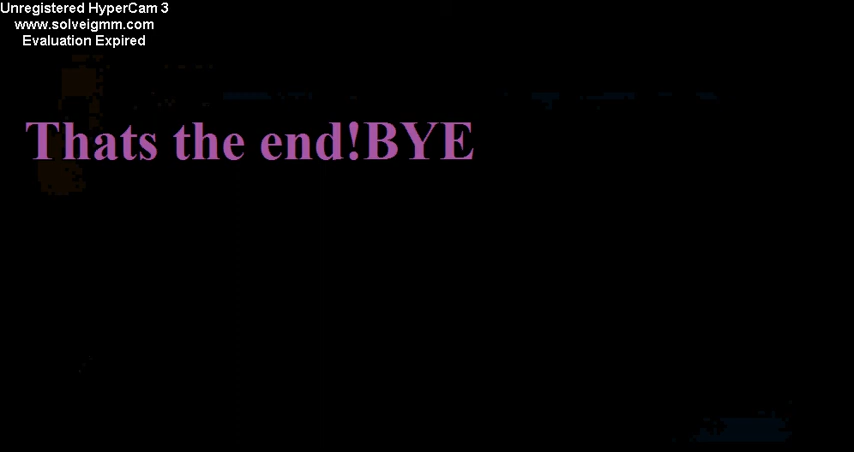 Unregistered HyperCam 3
www.solveigmm.com
Evaluation Expired
Thats the end!BYE